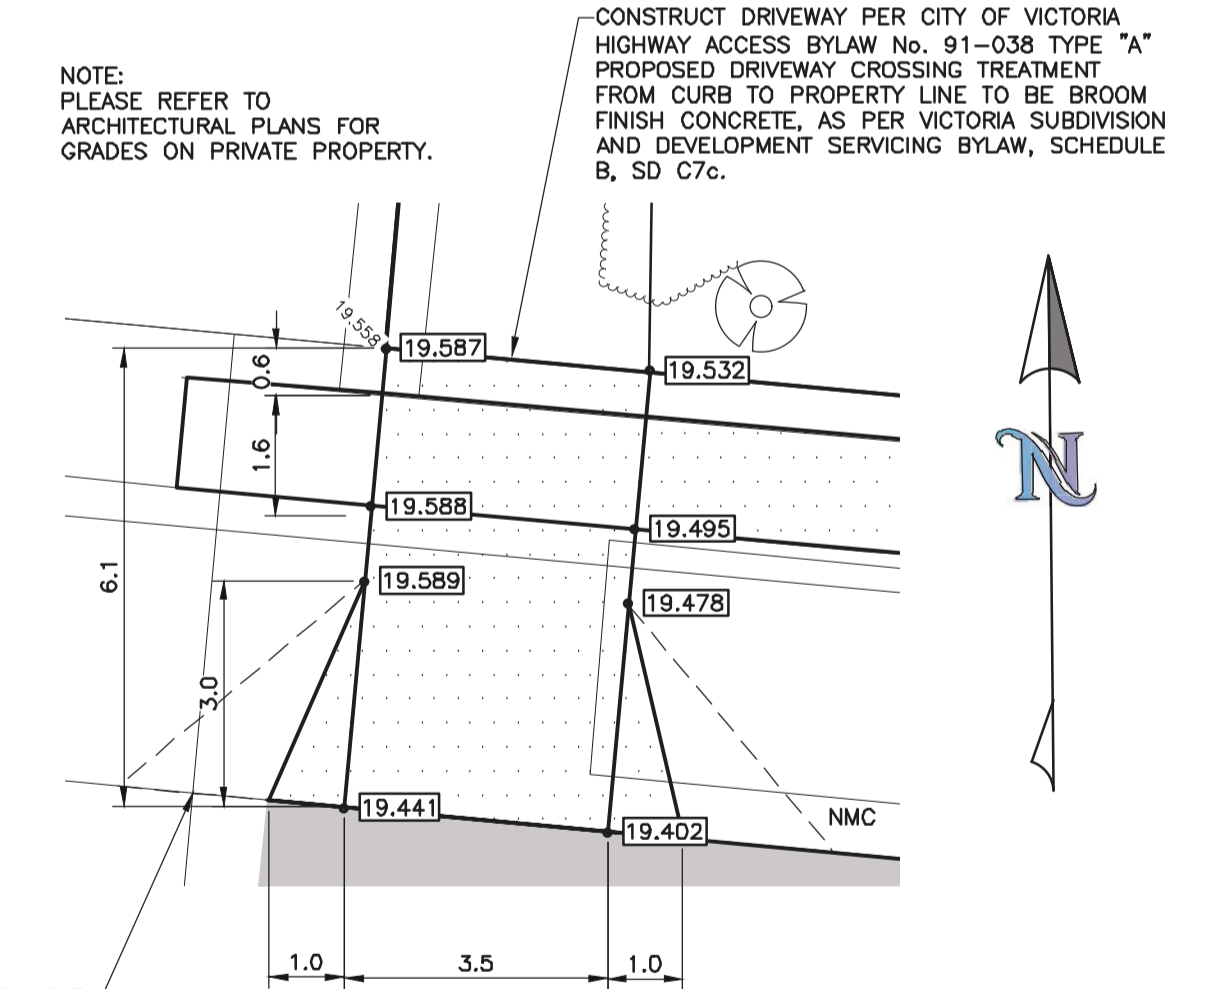 CONSTRUCT DRIVEWAY PER CITY OF VICTORIA
HIGHWAY ACCESS BYLAW No. 91-038 TYPE "A"
PROPOSED DRIVEWAY CROSSING TREATMENT
FROM CURB TO PROPERTY LINE TO BE BROOM
FINISH CONCRETE, AS PER VICTORIA SUBDIVISION
AND DEVELOPMENT SERVICING BYLAW, SCHEDULE
B, SD C7c.
NOTE:
PLEASE REFER TO
ARCHITECTURAL PLANS FOR
GRADES ON PRIVATE PROPERTY.
19.558
19.587
19.532
0.6
1.6
19.588
19.495
6.1
19.589
19.478
3.0
19.441
19.402
NMC
N
1.0
3.5
1.0